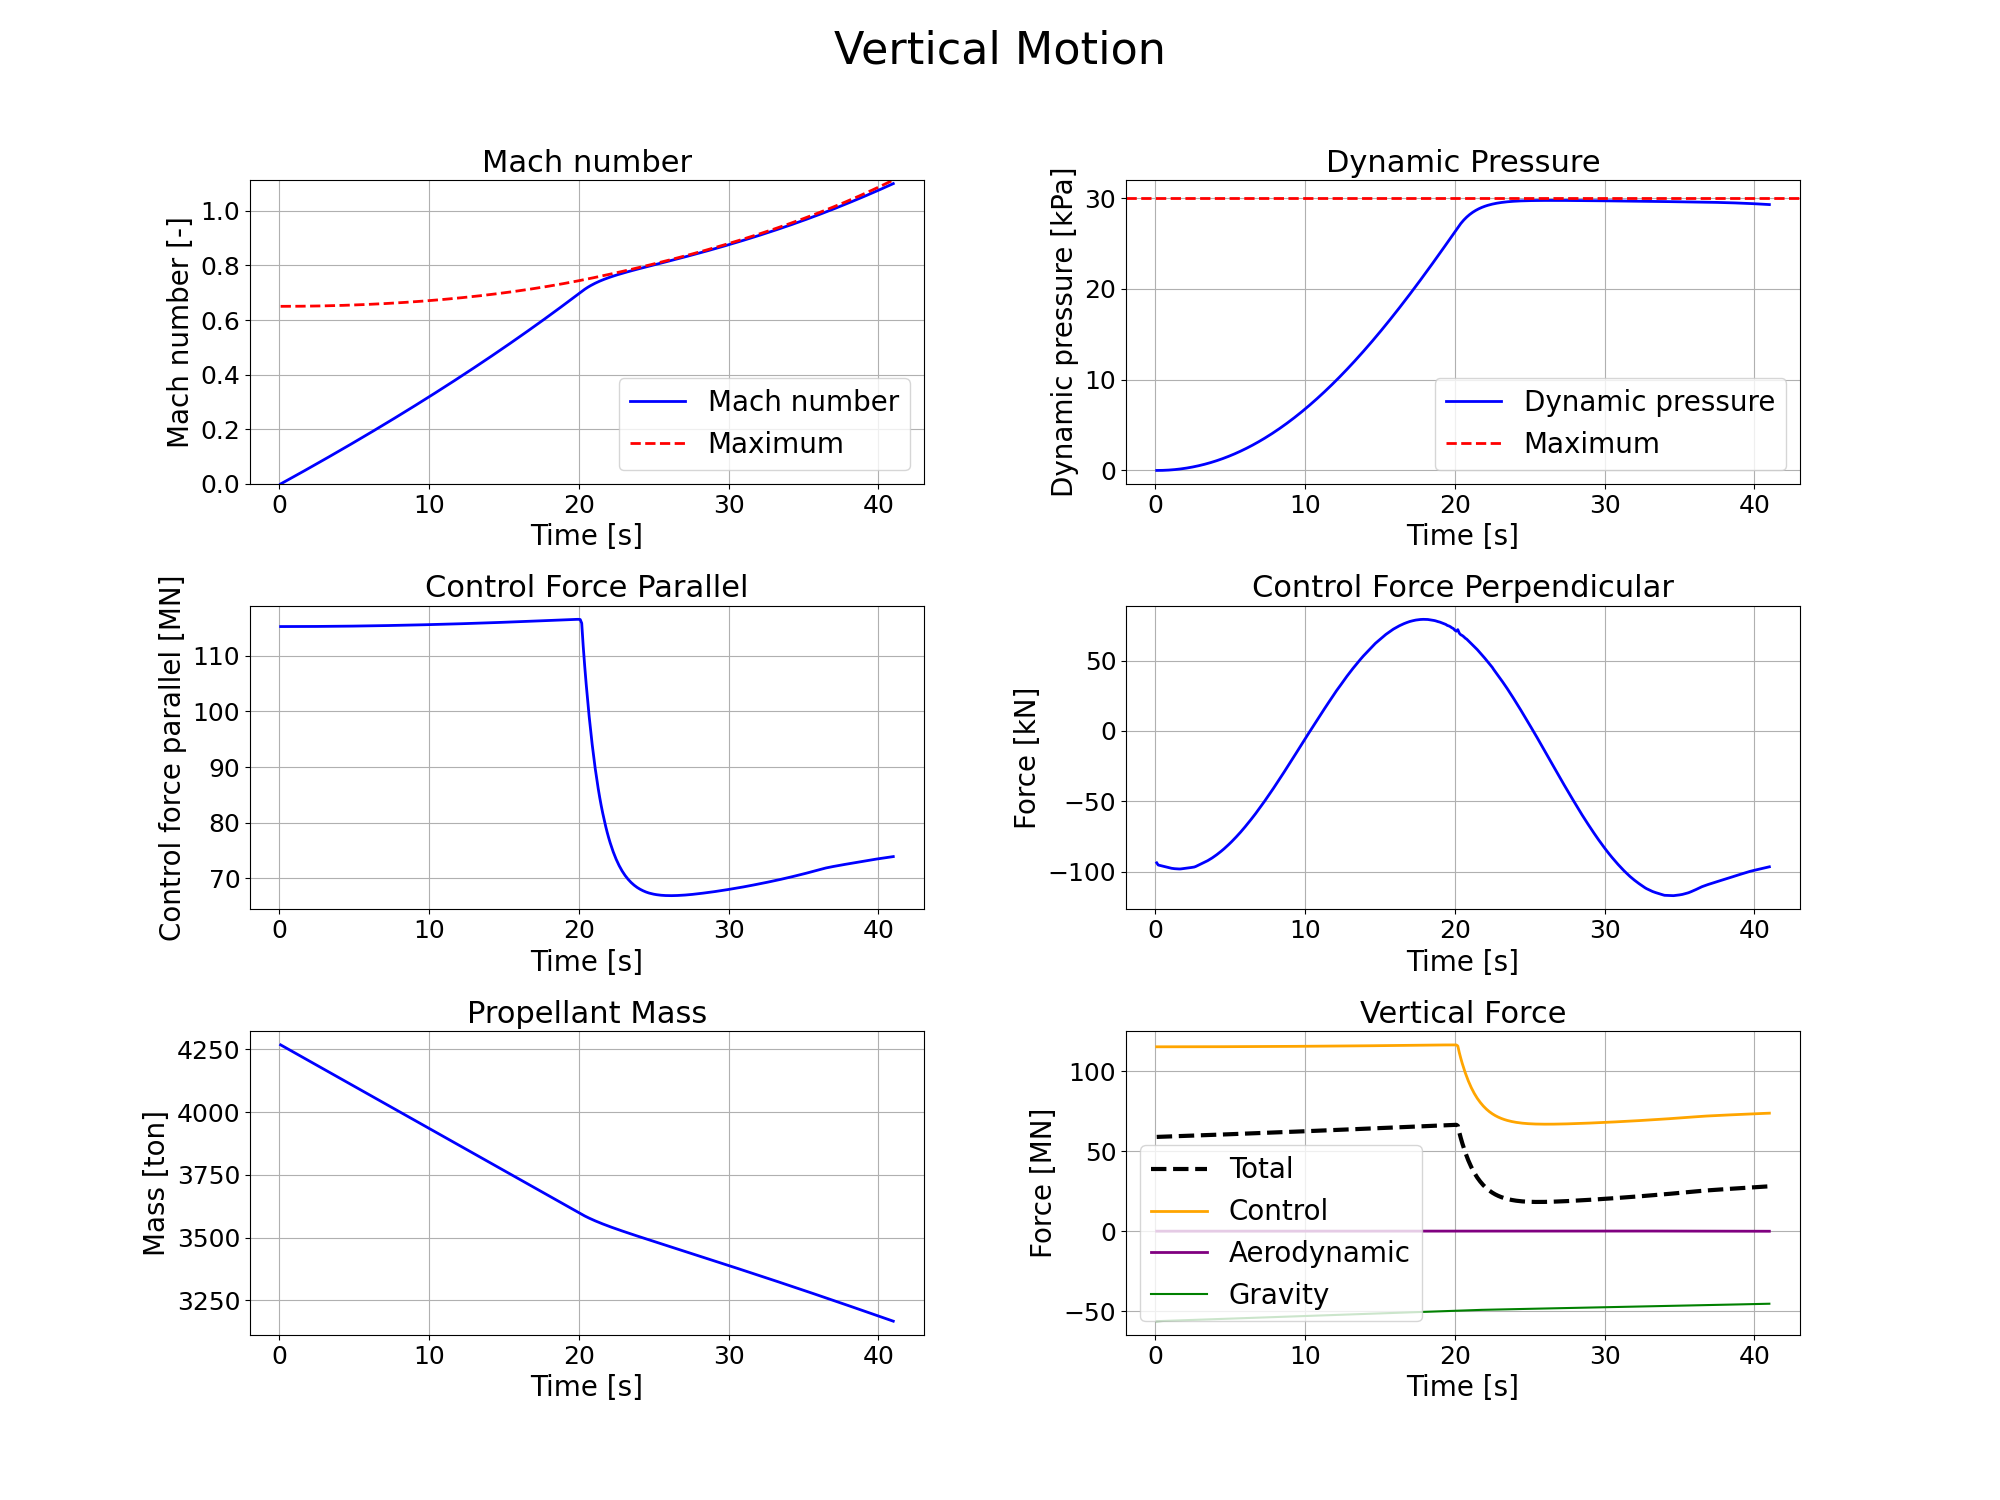 Vertical Motion
Mach number
Mach number [-]
1.0
0.8
0.6
0.4
0.2
0.0
Mach number
Maximum
0 10 20 30 40
Time [s]
Dynamic Pressure
Dynamic pressure [kPa]
30
20
10
0
Dynamic pressure
Maximum
0 10 20 30 40
Time [s]
Control Force Parallel
Control force parallel [MN]
110
100
90
80
70
0 10 20 30 40
Time [s]
Control Force Perpendicular
Force [kN]
50
0
−50
−100
0 10 20 30 40
Time [s]
Propellant Mass
Mass [ton]
4250
4000
3750
3500
3250
0 10 20 30 40
Time [s]
Vertical Force
Force [MN]
100
50
0
−50
Total
Control
Aerodynamic
Gravity
0 10 20 30 40
Time [s]